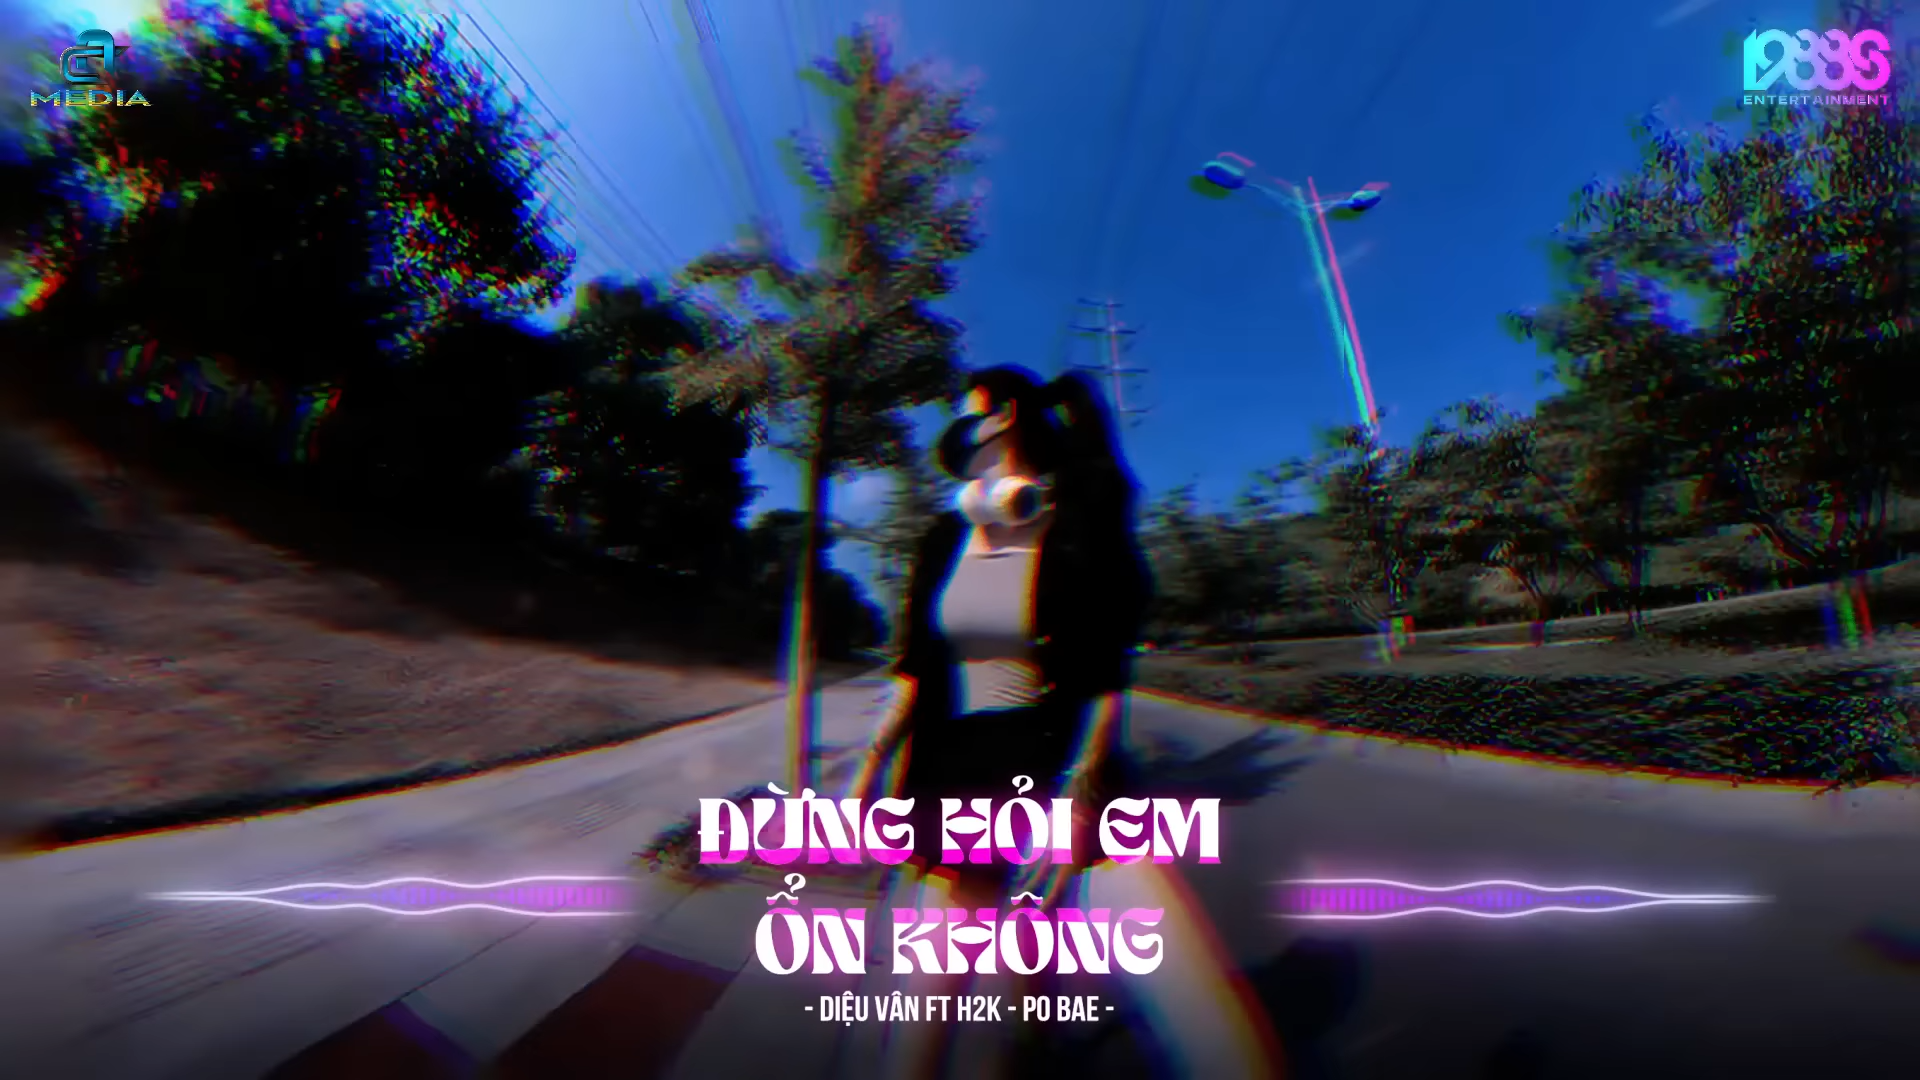 MEDIA
1988S
ENTERTAINMENT
ĐỪNG HỎI EM
ỔN KHÔNG
- DIỆU VÂN FT H2K - PO BAE -